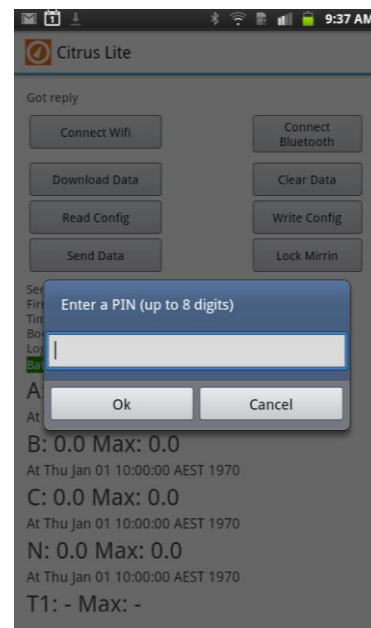 9:37 AM
Citrus Lite
Got reply
Connect Wifi
Connect
Bluetooth
Download Data
Clear Data
Read Config
Write Config
Send Data
Lock Mirrin
Enter a PIN (up to 8 digits)
Ok
Cancel
At
B: 0.0 Max: 0.0
At Thu Jan 01 10:00:00 AEST 1970
C: 0.0 Max: 0.0
At Thu Jan 01 10:00:00 AEST 1970
N: 0.0 Max: 0.0
At Thu Jan 01 10:00:00 AEST 1970
T1: - Max: -